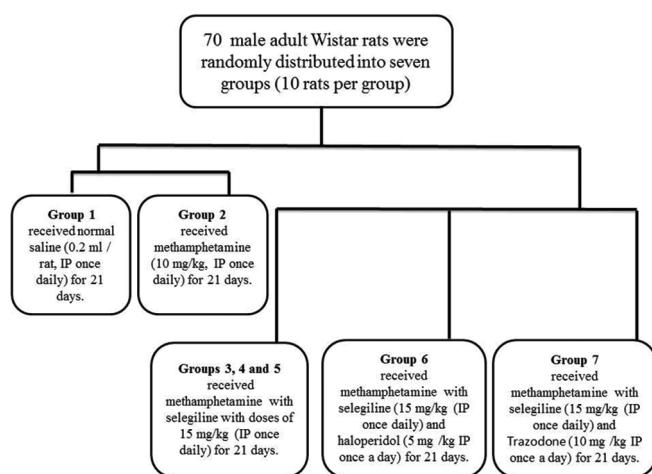 70 male adult Wistar rats were
randomly distributed into seven
groups (10 rats per group)
Group 1
received normal
saline (0.2 ml /
rat, IP once
daily) for 21
days.
Group 2
received
methamphetamine
(10 mg/kg, IP once
daily) for 21 days.
Groups 3, 4 and 5
received
methamphetamine with
selegiline with doses of
15 mg/kg (IP once
daily) for 21 days.
Group 6
received
methamphetamine with
selegiline (15 mg/kg (IP
once daily) and
haloperidol (5 mg /kg IP
once a day) for 21 days.
Group 7
received
methamphetamine with
selegiline (15 mg/kg (IP
once daily) and
Trazodone (10 mg /kg IP
once a day) for 21 days.